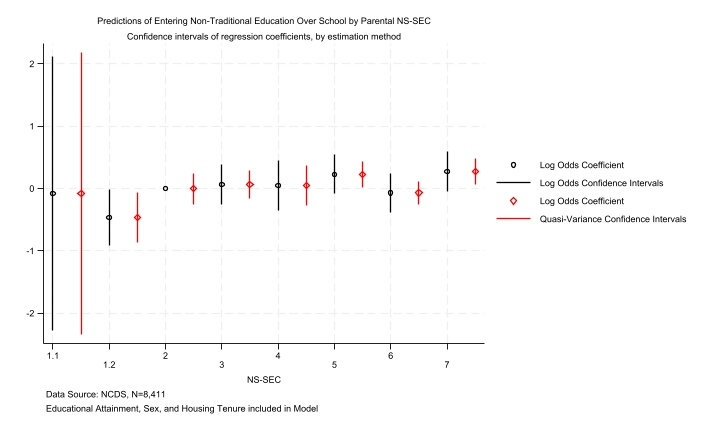 Predictions of Entering Non-Traditional Education Over School by Parental NS-SEC
Confidence intervals of regression coefficients, by estimation method
2
1
0
-1
-2
1.1
1.2
2
3
4
5
6
7
NS-SEC
Log Odds Coefficient
Log Odds Confidence Intervals
Log Odds Coefficient
Quasi-Variance Confidence Intervals
Data Source: NCDS, N=8,411
Educational Attainment, Sex, and Housing Tenure included in Model